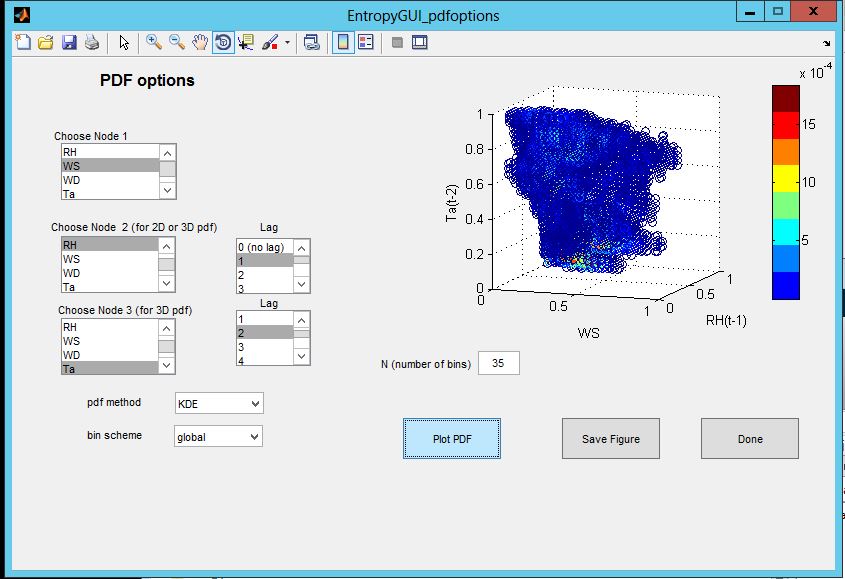 EntropyGUI_pdfoptions
PDF options
Choose Node 1
RH
WS
WD
Ta
Choose Node 2 (for 2D or 3D pdf)
RH
WS
WD
Ta
Lag
0 (no lag)
1
2
3
Choose Node 3 (for 3D pdf)
RH
WS
WD
Ta
Lag
1
2
3
4
pdf method
KDE
bin scheme
global
x 10-4
15
10
5
1
0.8
0.6
0.4
0.2
0
Ta(t-2)
0
0.5
1
WS
0
0.5
1
RH(t-1)
N (number of bins) 35
Plot PDF
Save Figure
Done